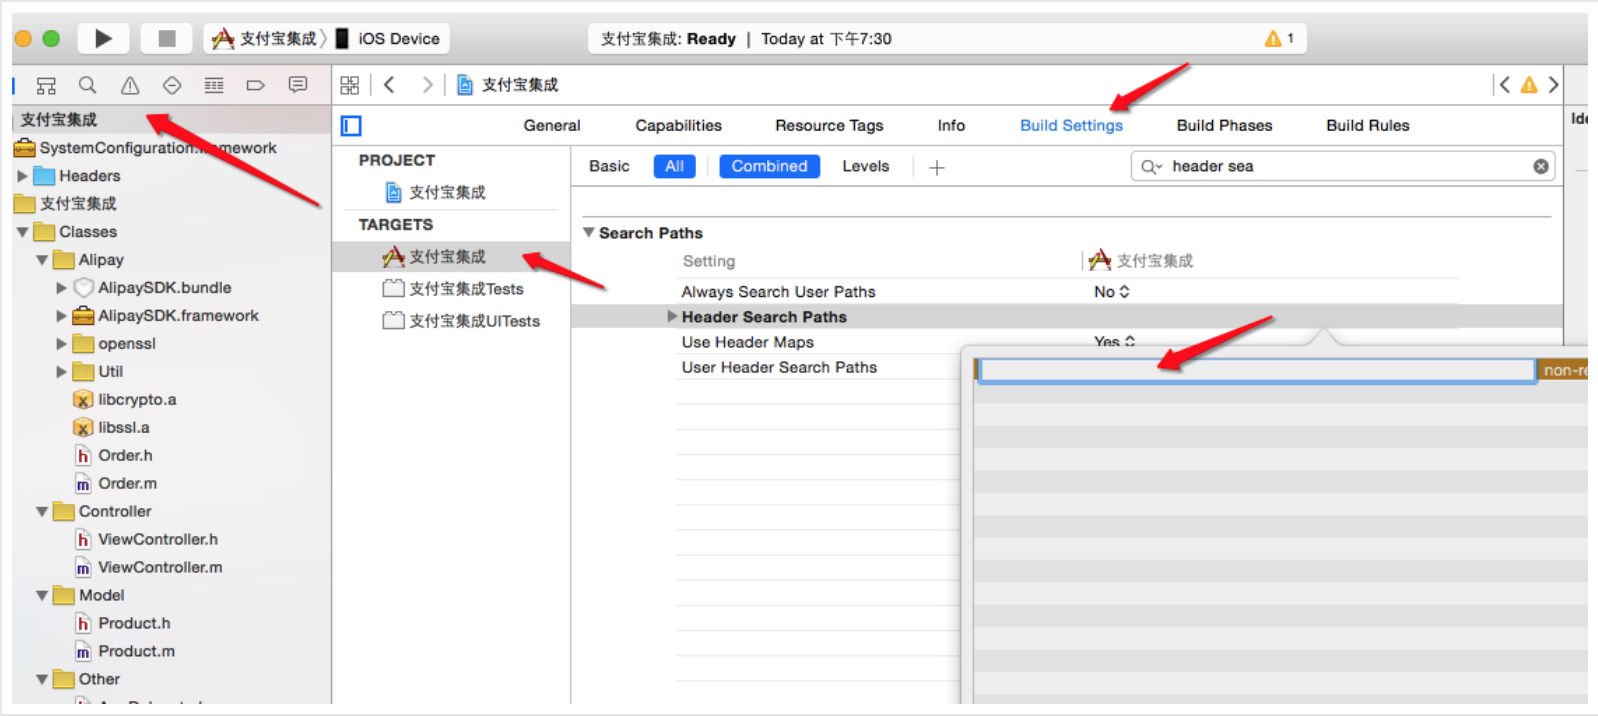 支付宝集成 〉 iOS Device
支付宝集成: Ready | Today at 下午7:30
1
支付宝集成
支付宝集成
SystemConfiguration.framework
Headers
支付宝集成
Classes
Alipay
AlipaySDK.bundle
AlipaySDK.framework
openssl
Util
libcrypto.a
libssl.a
Order.h
Order.m
Controller
ViewController.h
ViewController.m
Model
Product.h
Product.m
Other
General Capabilities Resource Tags Info Build Settings Build Phases Build Rules
PROJECT
支付宝集成
TARGETS
支付宝集成
支付宝集成Tests
支付宝集成UITests
Basic All Combined Levels +
header sea
Search Paths
Setting 支付宝集成
Always Search User Paths No
Header Search Paths
Use Header Maps Yes
User Header Search Paths
non-re
Ide